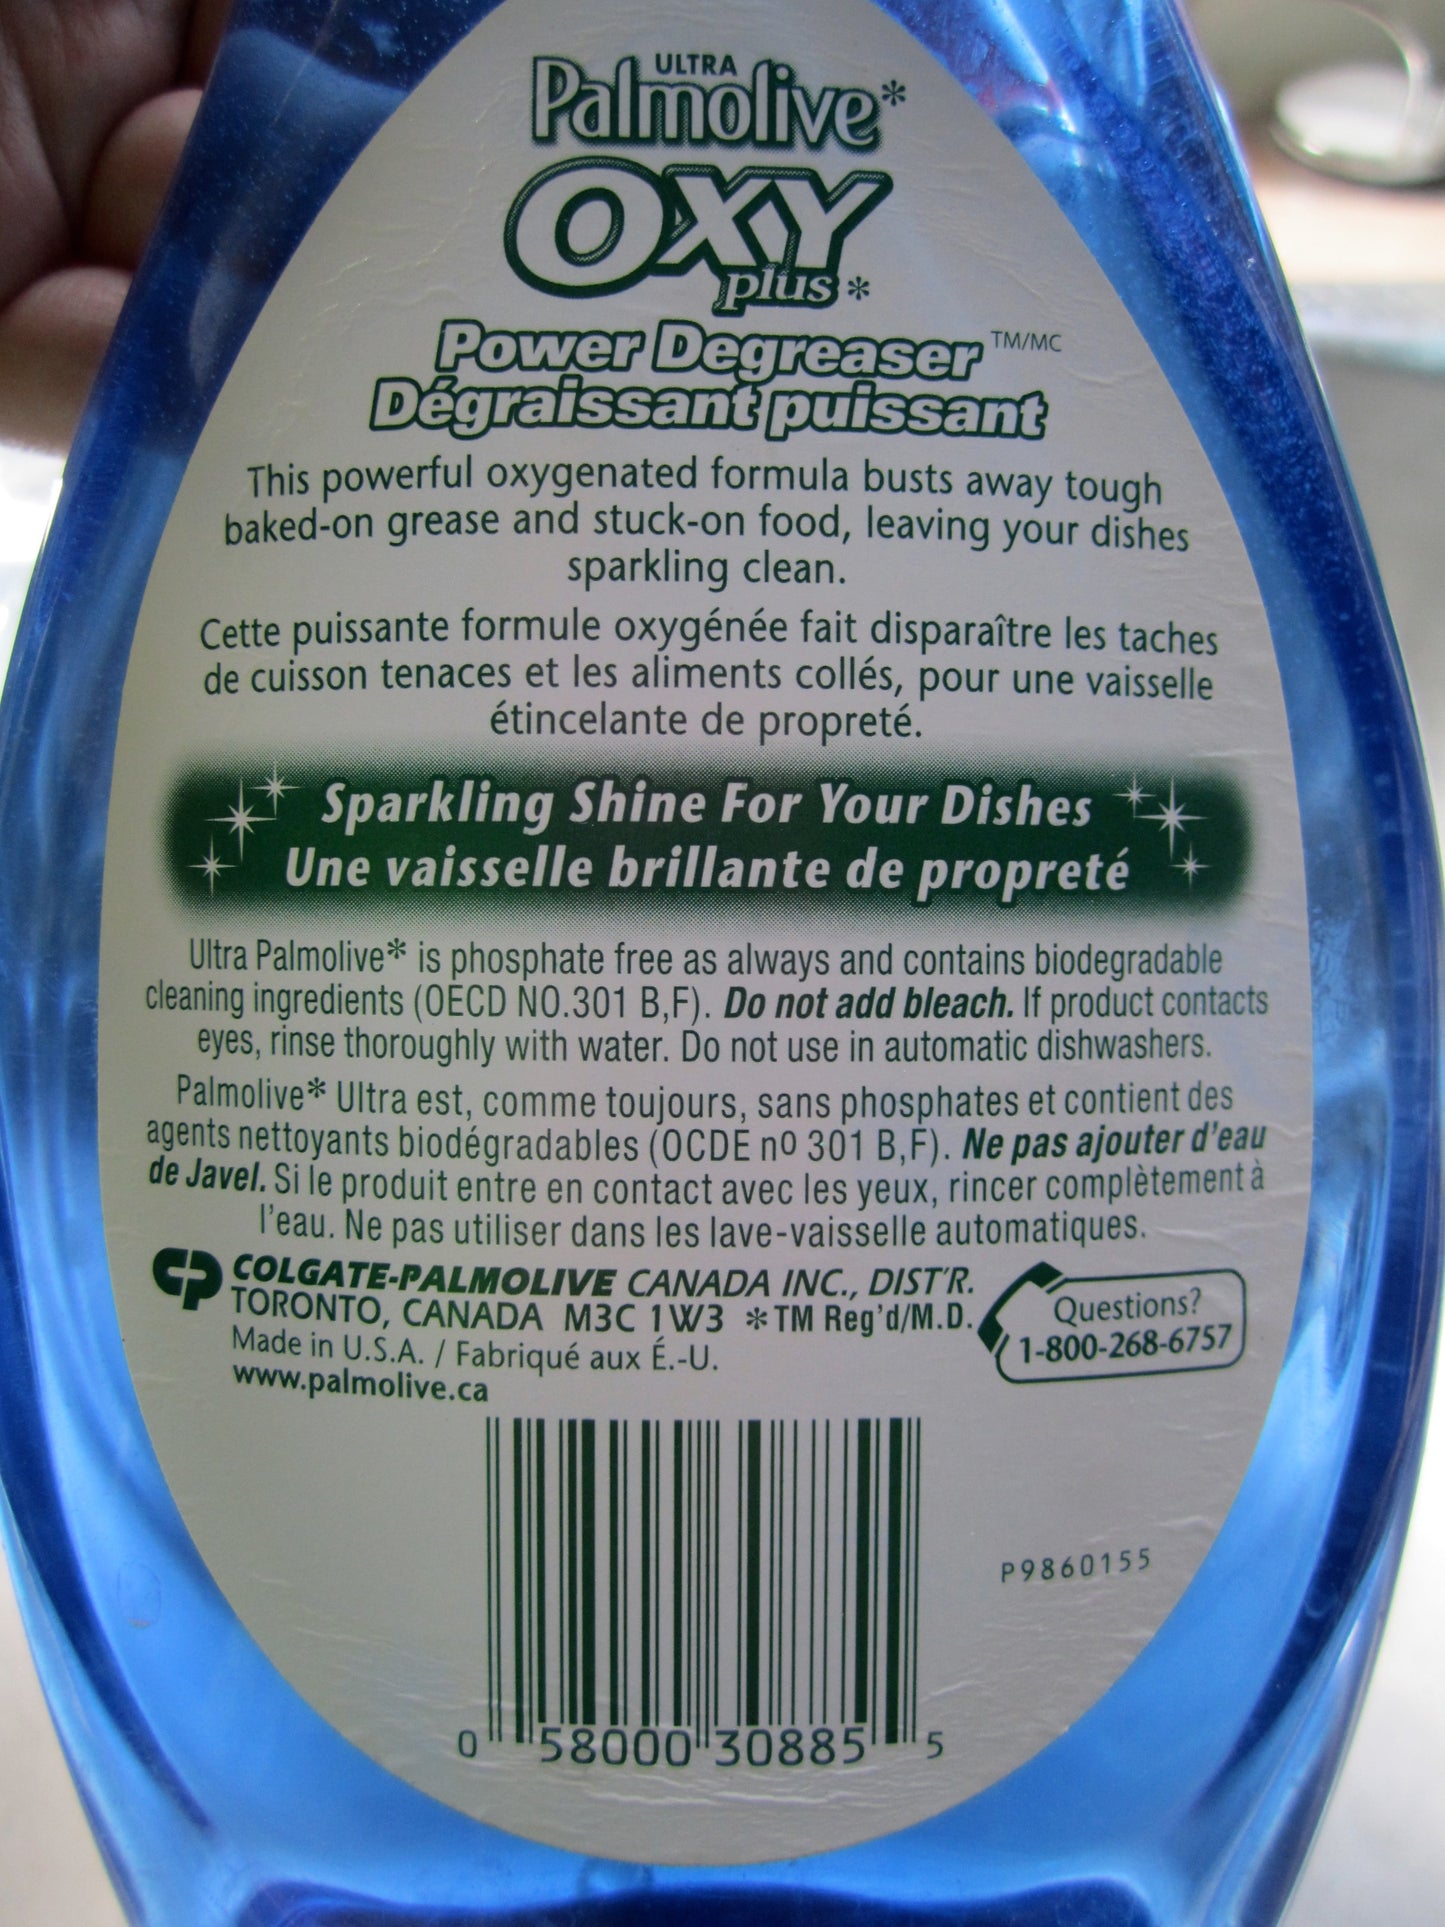 ULTRA
Palmolive*
OXY
plus*
Power Degreaser TM/MC
Dégraissant puissant
This powerful oxygenated formula busts away tough
baked-on grease and stuck-on food, leaving your dishes
sparkling clean.
Cette puissante formule oxygénée fait disparaître les taches
de cuisson tenaces et les aliments collés, pour une vaisselle
étincelante de propreté.
Sparkling Shine For Your Dishes
Une vaisselle brillante de propreté
Ultra Palmolive* is phosphate free as always and contains biodegradable
cleaning ingredients (OECD NO.301 B,F). Do not add bleach. If product contacts
eyes, rinse thoroughly with water. Do not use in automatic dishwashers.
Palmolive* Ultra est, comme toujours, sans phosphates et contient des
agents nettoyants biodégradables (OCDE nº 301 B,F). Ne pas ajouter d'eau
de Javel. Si le produit entre en contact avec les yeux, rincer complètement à
l'eau. Ne pas utiliser dans les lave-vaisselle automatiques.
CP COLGATE-PALMOLIVE CANADA INC., DIST'R.
TORONTO, CANADA M3C 1W3 *TM Reg'd/M.D.
Made in U.S.A. / Fabriqué aux É.-U.
www.palmolive.ca
Questions?
1-800-268-6757
P9860155
0 58000 30885 5